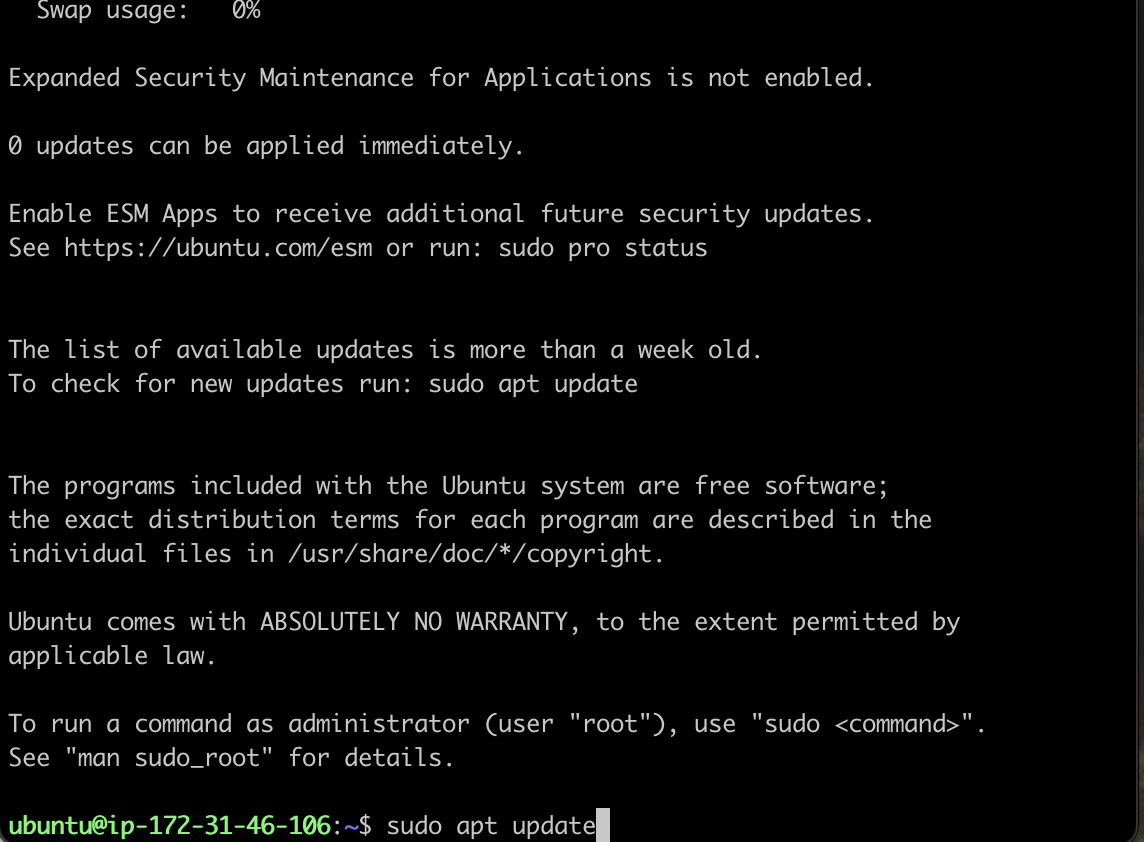 Swap usage:   0%
Expanded Security Maintenance for Applications is not enabled.
0 updates can be applied immediately.
Enable ESM Apps to receive additional future security updates.
See https://ubuntu.com/esm or run: sudo pro status
The list of available updates is more than a week old.
To check for new updates run: sudo apt update
The programs included with the Ubuntu system are free software;
the exact distribution terms for each program are described in the
individual files in /usr/share/doc/*/copyright.
Ubuntu comes with ABSOLUTELY NO WARRANTY, to the extent permitted by
applicable law.
To run a command as administrator (user "root"), use "sudo <command>".
See "man sudo_root" for details.
ubuntu@ip-172-31-46-106:~$ sudo apt update